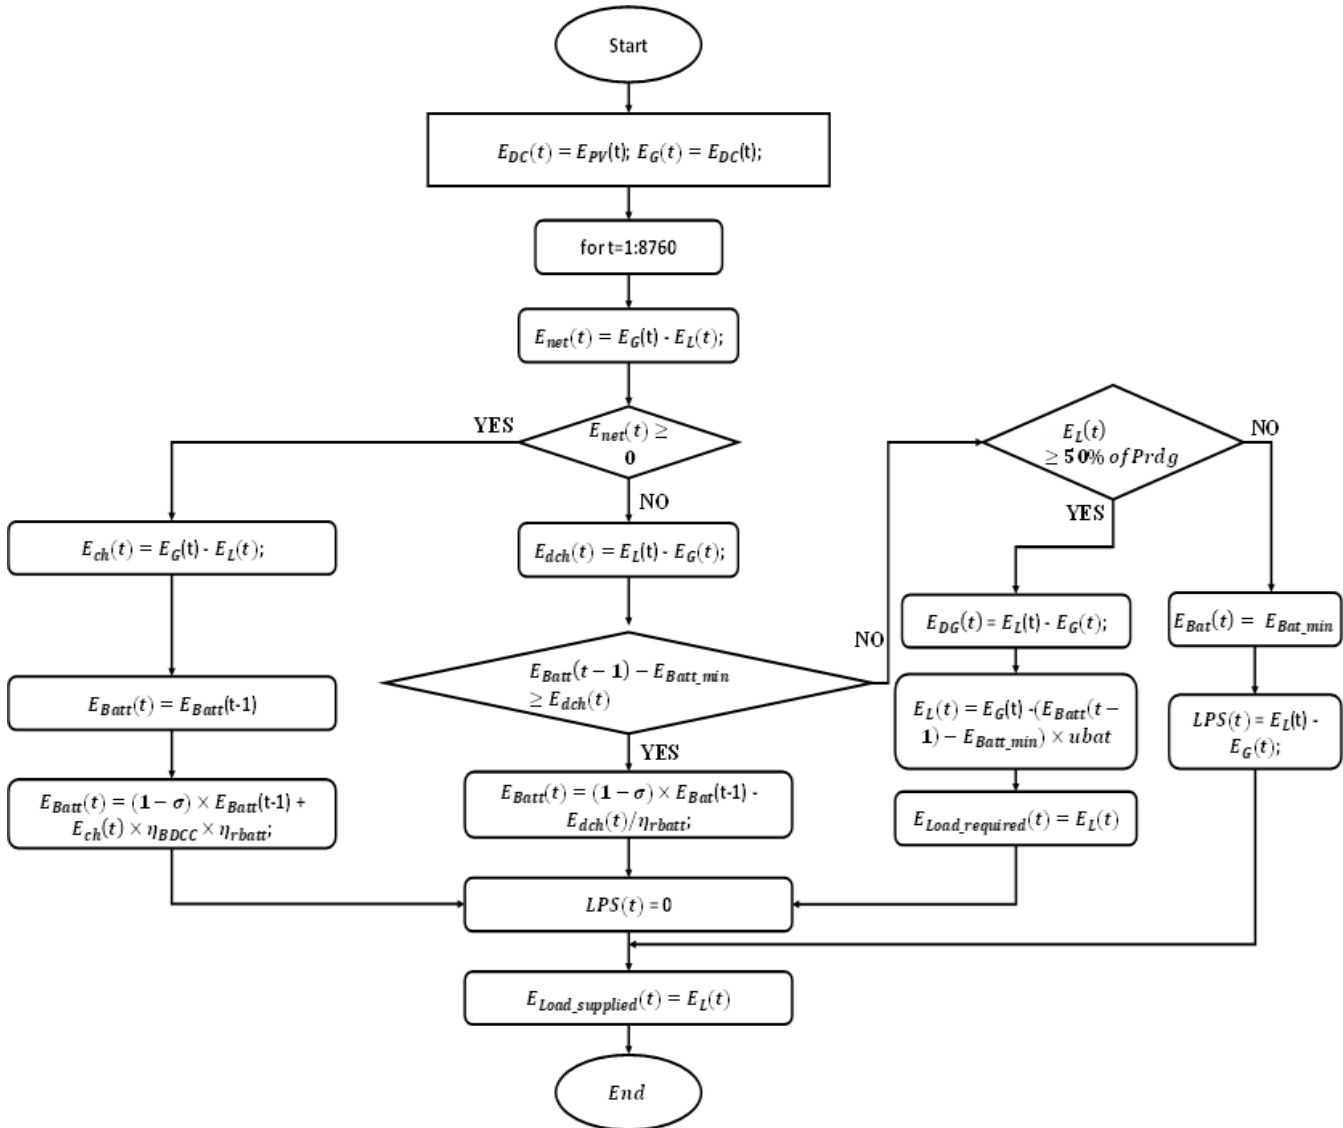 Start
E_DC(t) = E_PV(t); E_G(t) = E_DC(t);
for t=1:8760
E_net(t) = E_G(t) - E_L(t);
YES
E_net(t) ≥
0
NO
E_ch(t) = E_G(t) - E_L(t);
E_dch(t) = E_L(t) - E_G(t);
E_Batt(t-1) - E_Batt_min
≥ E_dch(t)
NO
YES
E_Batt(t) = E_Batt(t-1)
E_Batt(t) = (1-σ) × E_Batt(t-1) +
E_ch(t) × η_BDCC × η_rbatt;
E_Batt(t) = (1-σ) × E_Bat(t-1) -
E_dch(t)/η_rbatt;
E_L(t)
≥ 50% of Prdg
NO
YES
E_DG(t) = E_L(t) - E_G(t);
E_L(t) = E_G(t) -(E_Batt(t-
1) - E_Batt_min) × ubat
E_Load_required(t) = E_L(t)
E_Bat(t) = E_Bat_min
LPS(t) = E_L(t) -
E_G(t);
LPS(t) = 0
E_Load_supplied(t) = E_L(t)
End